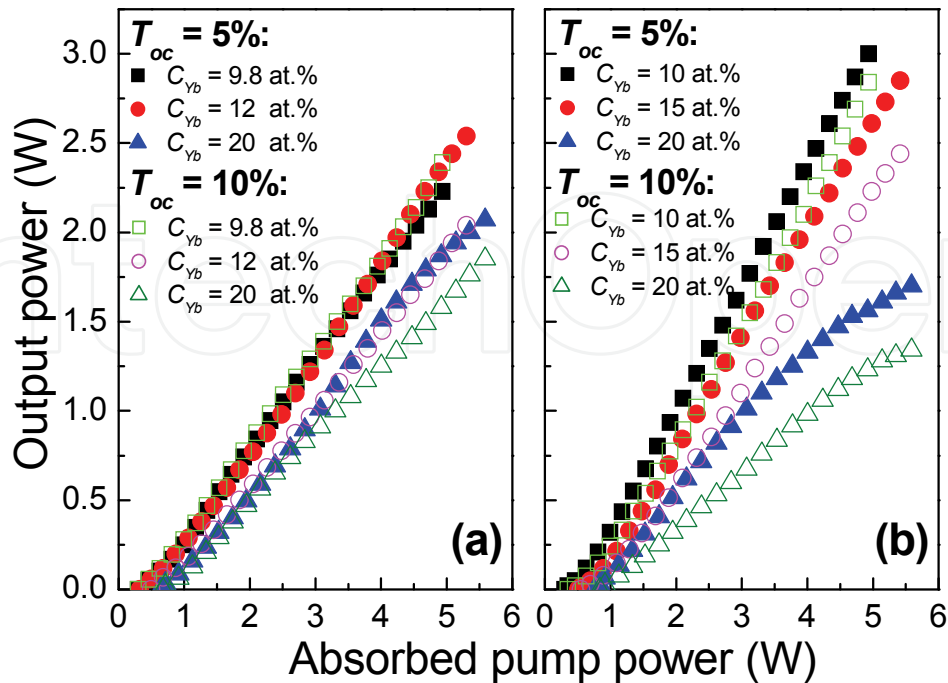 T_oc = 5%:
C_Yb = 9.8 at.%
C_Yb = 12 at.%
C_Yb = 20 at.%
T_oc = 10%:
C_Yb = 9.8 at.%
C_Yb = 12 at.%
C_Yb = 20 at.%
(a)
T_oc = 5%:
C_Yb = 10 at.%
C_Yb = 15 at.%
C_Yb = 20 at.%
T_oc = 10%:
C_Yb = 10 at.%
C_Yb = 15 at.%
C_Yb = 20 at.%
(b)
Output power (W)
3.0
2.5
2.0
1.5
1.0
0.5
0.0
0 1 2 3 4 5 6
0 1 2 3 4 5 6
Absorbed pump power (W)